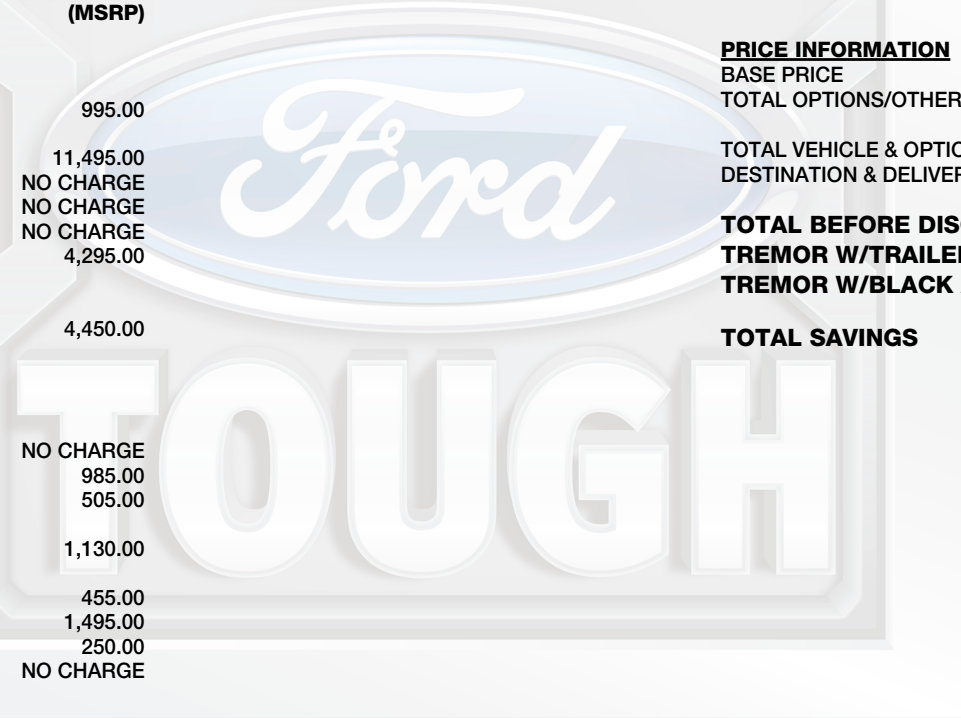 (MSRP)
995.00
11,495.00
NO CHARGE
NO CHARGE
NO CHARGE
4,295.00
4,450.00
NO CHARGE
985.00
505.00
1,130.00
455.00
1,495.00
250.00
NO CHARGE
PRICE INFORMATION
BASE PRICE
TOTAL OPTIONS/OTHER
TOTAL VEHICLE & OPTIO
DESTINATION & DELIVER
TOTAL BEFORE DIS
TREMOR W/TRAILE
TREMOR W/BLACK
TOTAL SAVINGS
Ford
TOUGH